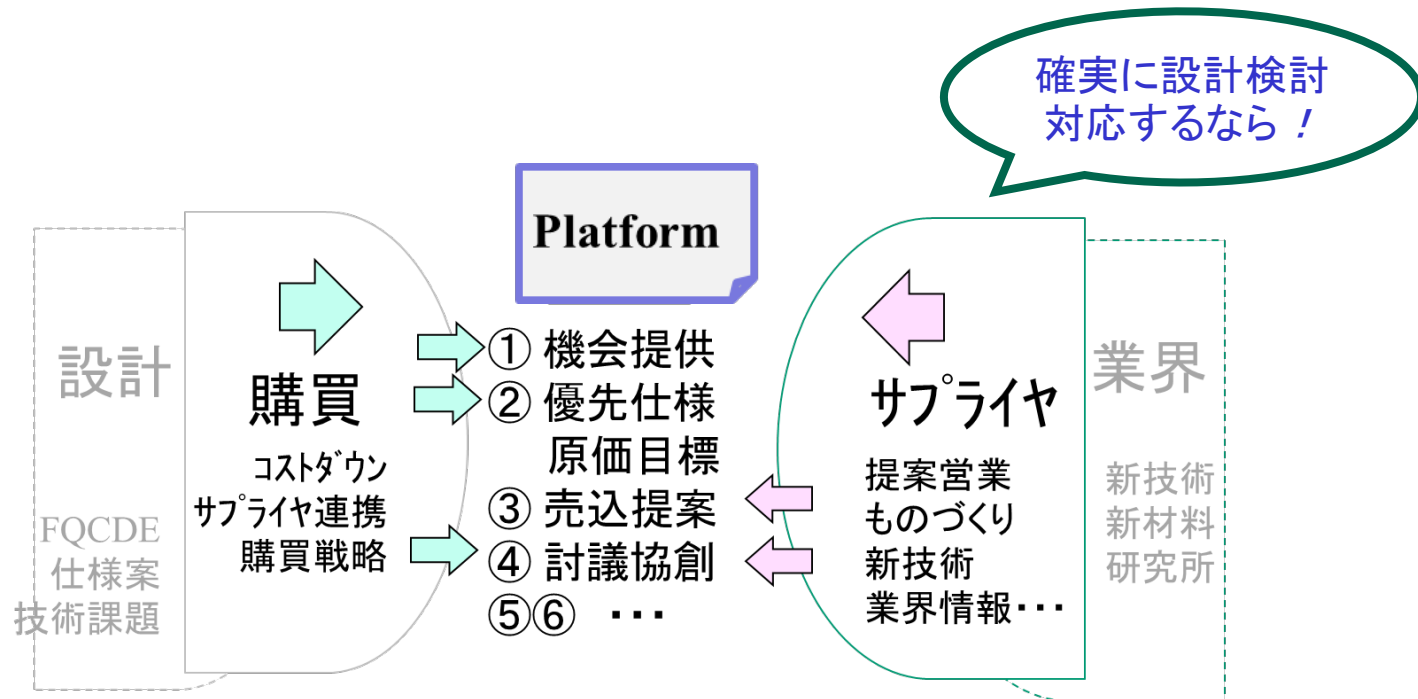 確実に設計検討
対応するなら！
Platform
設計
FQCDE
仕様案
技術課題
購買
ｺｽﾄﾀﾞｳﾝ
ｻﾌﾟﾗｲﾔ連携
購買戦略
① 機会提供
② 優先仕様
原価目標
③ 売込提案
④ 討議協創
⑤⑥ ・・・
ｻﾌﾟﾗｲﾔ
提案営業
ものづくり
新技術
業界情報・・・
業界
新技術
新材料
研究所